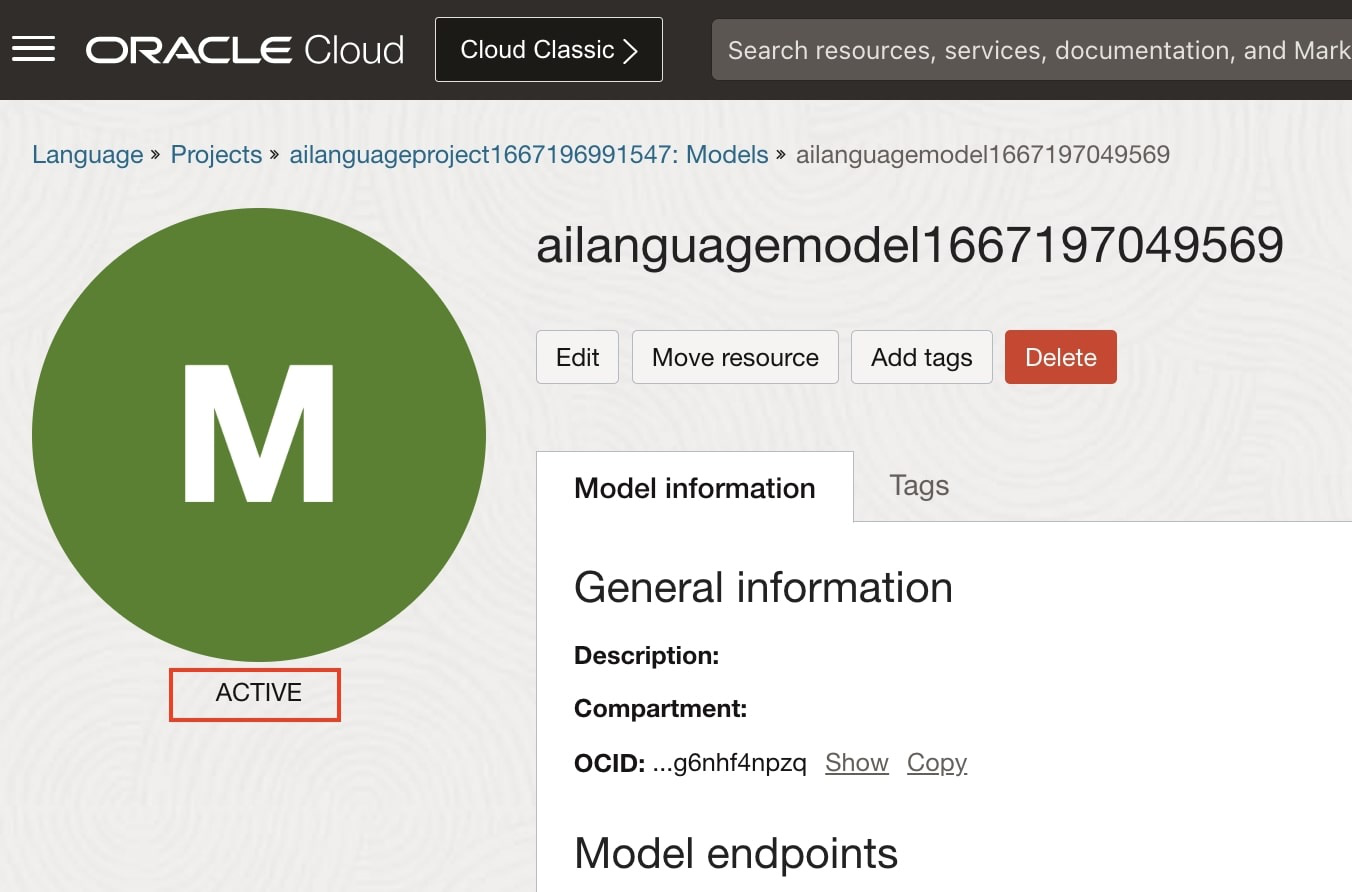 ORACLE Cloud
Cloud Classic
Search resources, services, documentation, and Mark
Language » Projects » ailanguageproject1667196991547: Models » ailanguagemodel1667197049569
M
ACTIVE
ailanguagemodel1667197049569
Edit
Move resource
Add tags
Delete
Model information
Tags
General information
Description:
Compartment:
OCID: ...g6nhf4npzq Show Copy
Model endpoints